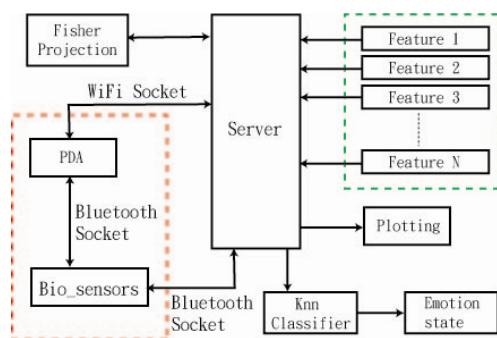 Fisher
Projection
WiFi Socket
PDA
Bluetooth
Socket
Bio_sensors
Bluetooth
Socket
Server
Feature 1
Feature 2
Feature 3
Feature N
Plotting
Knn
Classifier
Emotion
state